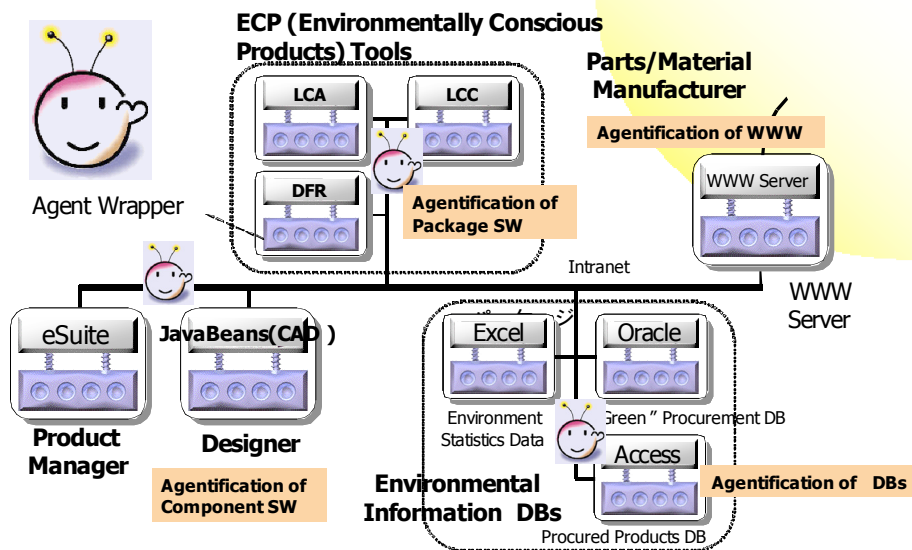 ECP (Environmentally Conscious
Products) Tools
LCA
LCC
DFR
Agent Wrapper
Agentification of
Package SW
Parts/Material
Manufacturer
Agentification of WWW
WWW Server
WWW
Server
Intranet
eSuite
JavaBeans(CAD )
Product
Manager
Designer
Agentification of
Component SW
Excel
Oracle
Environment
Statistics Data
Green ” Procurement DB
Access
Agentification of DBs
Environmental
Information DBs
Procured Products DB